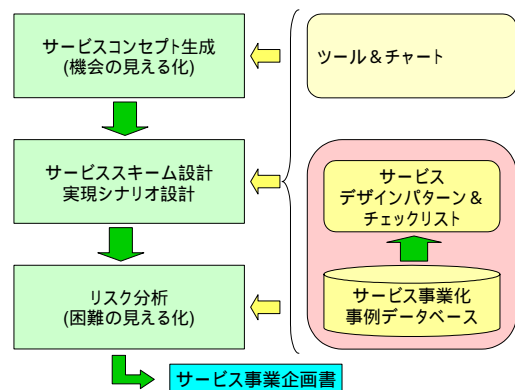 サービスコンセプト生成
(機会の見える化)
ツール＆チャート
サービススキーム設計
実現シナリオ設計
サービス
デザインパターン＆
チェックリスト
リスク分析
(困難の見える化)
サービス事業化
事例データベース
サービス事業企画書